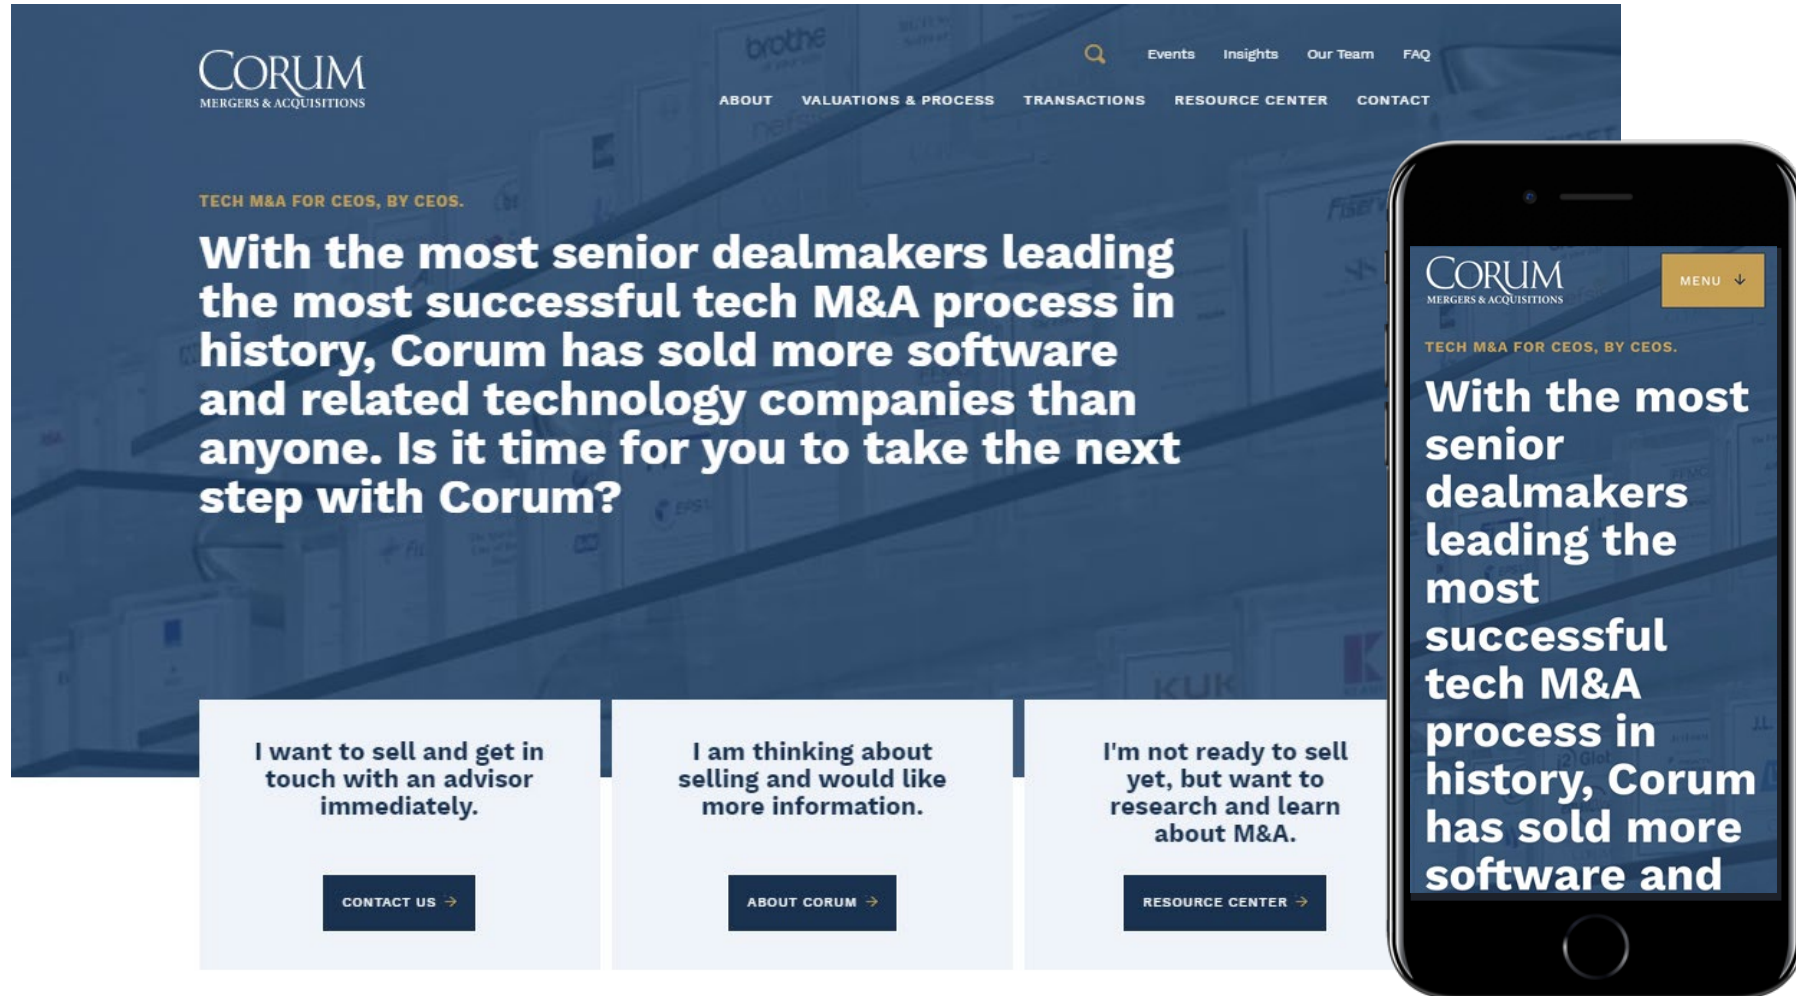 CORUM
MERGERS & ACQUISITIONS
Events Insights Our Team FAQ
ABOUT VALUATIONS & PROCESS TRANSACTIONS RESOURCE CENTER CONTACT
TECH M&A FOR CEOS, BY CEOS.
With the most senior dealmakers leading
the most successful tech M&A process in
history, Corum has sold more software
and related technology companies than
anyone. Is it time for you to take the next
step with Corum?
brothe
Fiserv
EPSI
KUK
I want to sell and get in
touch with an advisor
immediately.
CONTACT US →
I am thinking about
selling and would like
more information.
ABOUT CORUM →
I'm not ready to sell
yet, but want to
research and learn
about M&A.
RESOURCE CENTER →
CORUM
MERGERS & ACQUISITIONS
MENU ↓
TECH M&A FOR CEOS, BY CEOS.
With the most
senior
dealmakers
leading the
most
successful
tech M&A
process in
history, Corum
has sold more
software and